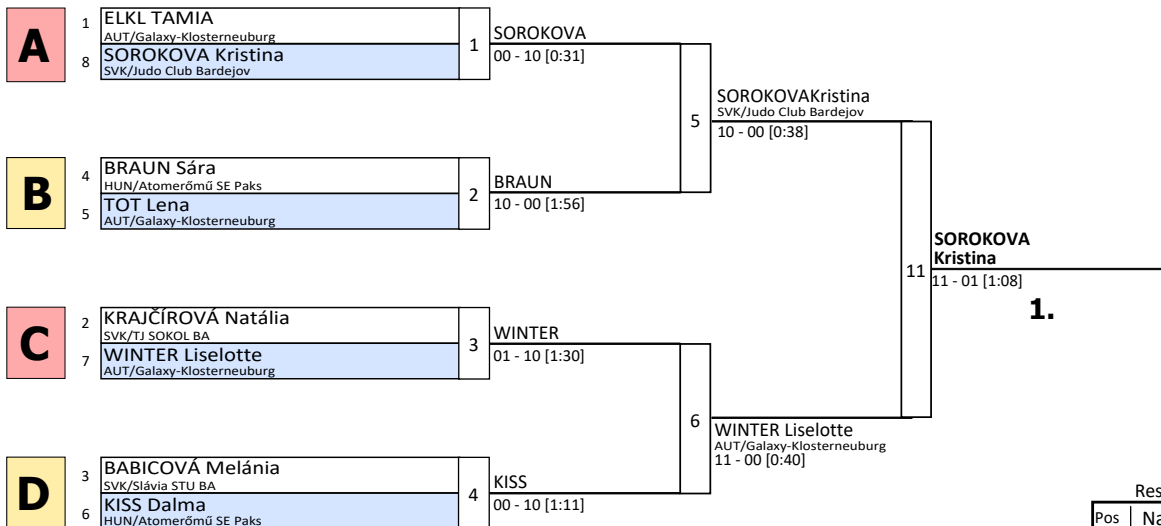 A
1
ELKL TAMIA
AUT/Galaxy-Klosterneuburg
8
SOROKOVA Kristina
SVK/Judo Club Bardejov
1
SOROKOVA
00 - 10 [0:31]
5
SOROKOVAKristina
SVK/Judo Club Bardejov
10 - 00 [0:38]
B
4
BRAUN Sára
HUN/Atomerőmű SE Paks
5
TOT Lena
AUT/Galaxy-Klosterneuburg
2
BRAUN
10 - 00 [1:56]
11
SOROKOVA
Kristina
11 - 01 [1:08]
1.
C
2
KRAJČÍROVÁ Natália
SVK/TJ SOKOL BA
7
WINTER Liselotte
AUT/Galaxy-Klosterneuburg
3
WINTER
01 - 10 [1:30]
6
WINTER Liselotte
AUT/Galaxy-Klosterneuburg
11 - 00 [0:40]
D
3
BABICOVÁ Melánia
SVK/Slávia STU BA
6
KISS Dalma
HUN/Atomerőmű SE Paks
4
KISS
00 - 10 [1:11]
Res
Pos Na